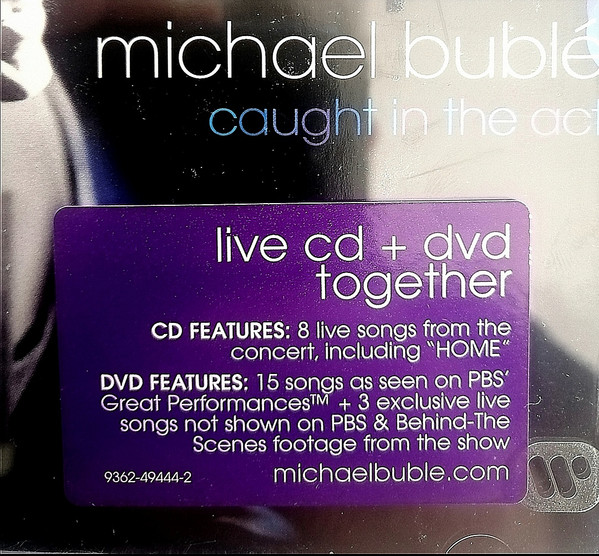 michael bublé
caught in the act
live cd + dvd
together
CD FEATURES: 8 live songs from the
concert, including “HOME”
DVD FEATURES: 15 songs as seen on PBS‘
Great Performances™ + 3 exclusive live
songs not shown on PBS & Behind-The
Scenes footage from the show
9362-49444-2 michaelbuble.com